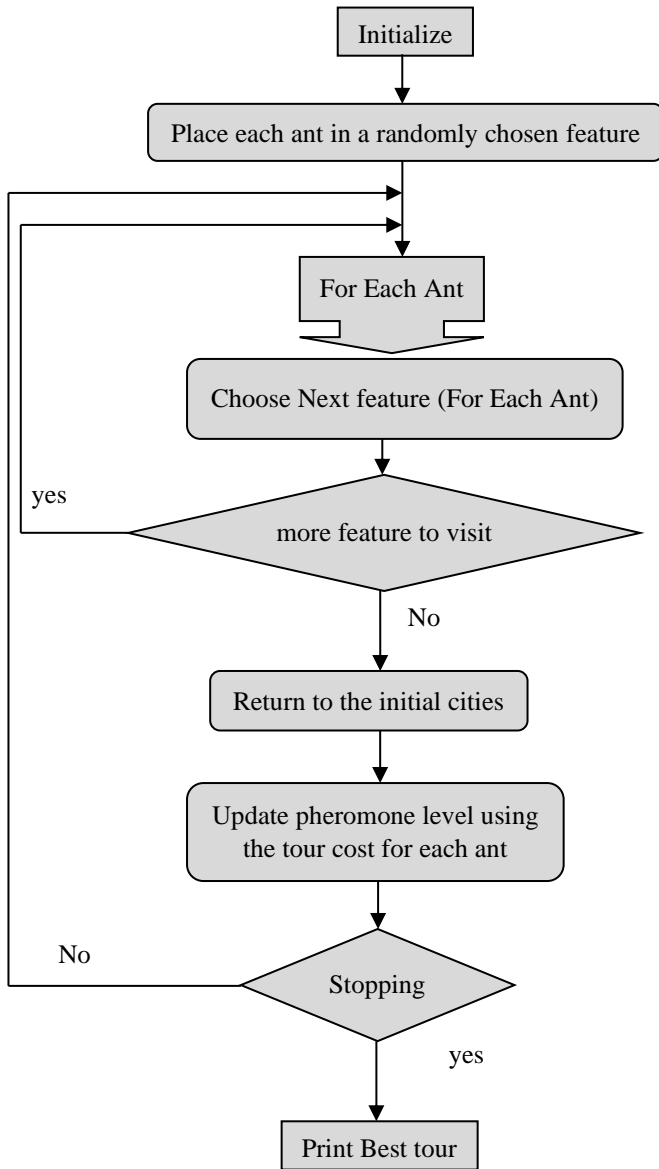 Initialize
Place each ant in a randomly chosen feature
For Each Ant
Choose Next feature (For Each Ant)
yes
more feature to visit
No
Return to the initial cities
Update pheromone level using
the tour cost for each ant
No
Stopping
yes
Print Best tour